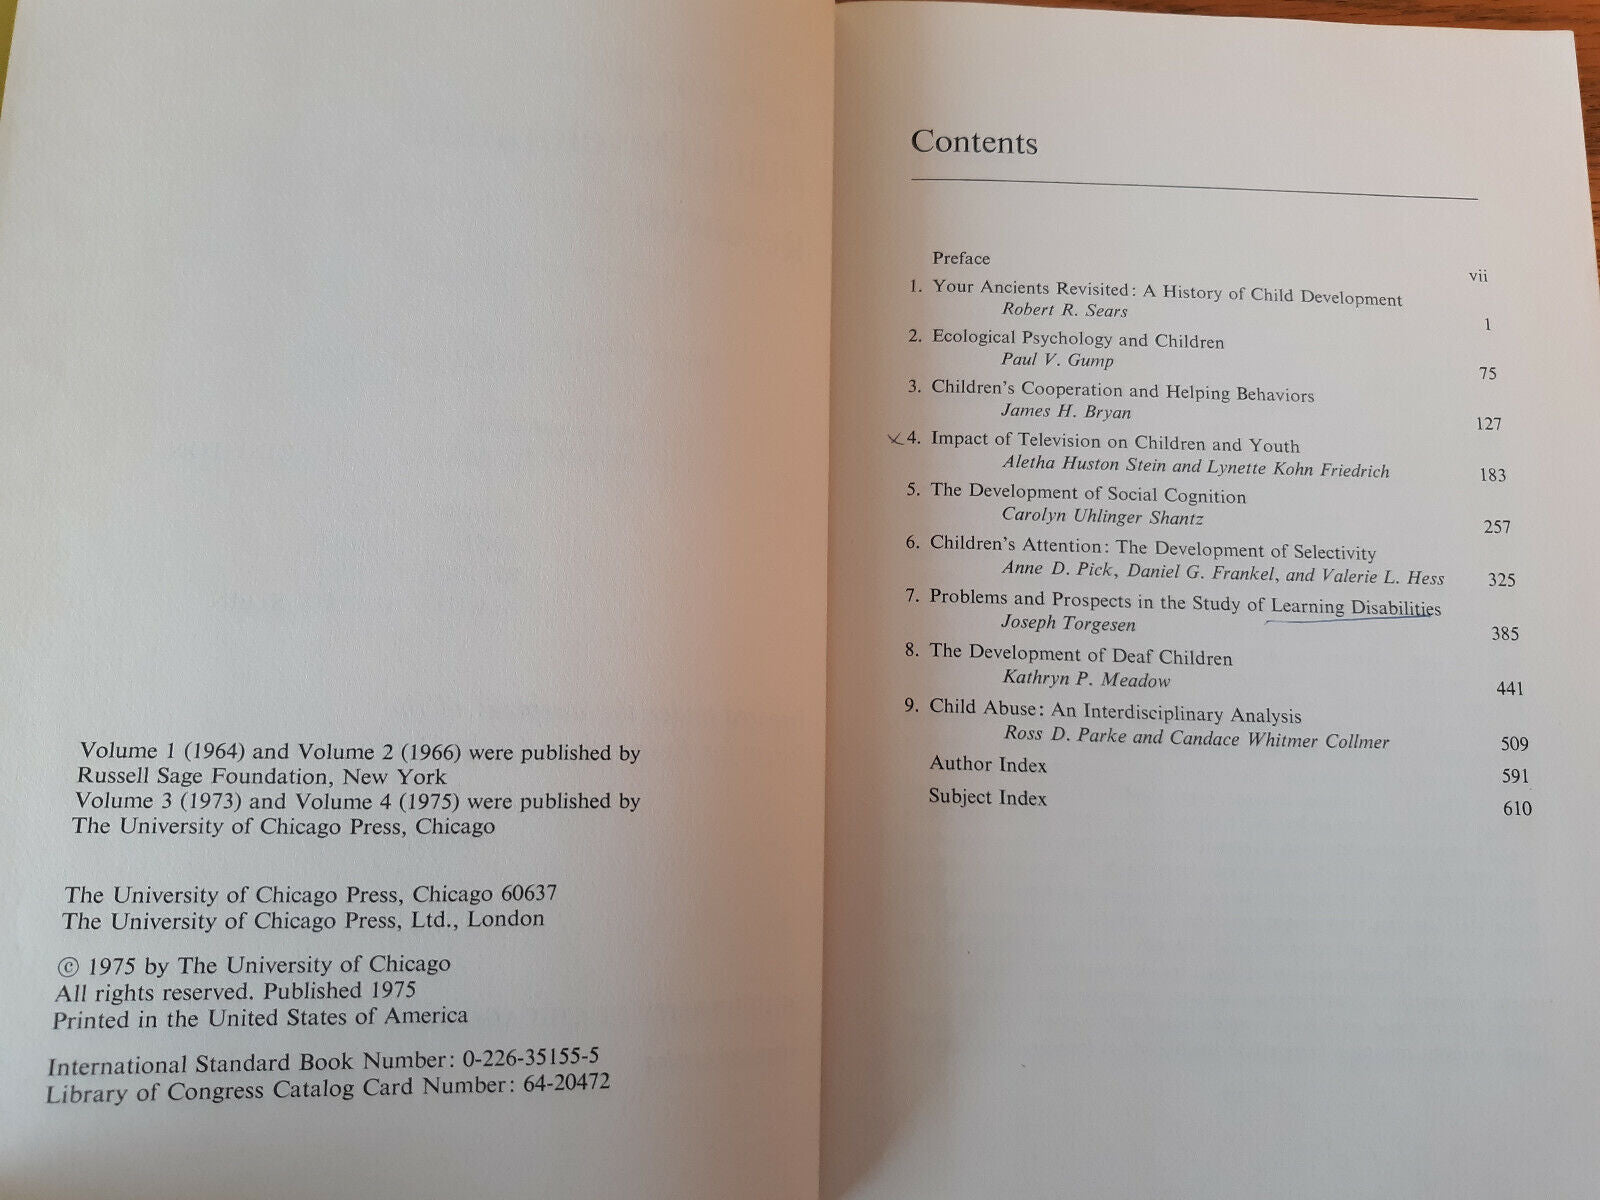 Volume 1 (1964) and Volume 2 (1966) were published by
Russell Sage Foundation, New York
Volume 3 (1973) and Volume 4 (1975) were published by
The University of Chicago Press, Chicago
The University of Chicago Press, Chicago 60637
The University of Chicago Press, Ltd., London
© 1975 by The University of Chicago
All rights reserved. Published 1975
Printed in the United States of America
International Standard Book Number: 0-226-35155-5
Library of Congress Catalog Card Number: 64-20472
Contents
Preface vii
1. Your Ancients Revisited: A History of Child Development
Robert R. Sears 1
2. Ecological Psychology and Children
Paul V. Gump 75
3. Children's Cooperation and Helping Behaviors
James H. Bryan 127
4. Impact of Television on Children and Youth
Aletha Huston Stein and Lynette Kohn Friedrich 183
5. The Development of Social Cognition
Carolyn Uhlinger Shantz 257
6. Children's Attention: The Development of Selectivity
Anne D. Pick, Daniel G. Frankel, and Valerie L. Hess 325
7. Problems and Prospects in the Study of Learning Disabilities
Joseph Torgesen 385
8. The Development of Deaf Children
Kathryn P. Meadow 441
9. Child Abuse: An Interdisciplinary Analysis
Ross D. Parke and Candace Whitmer Collmer 509
Author Index 591
Subject Index 610